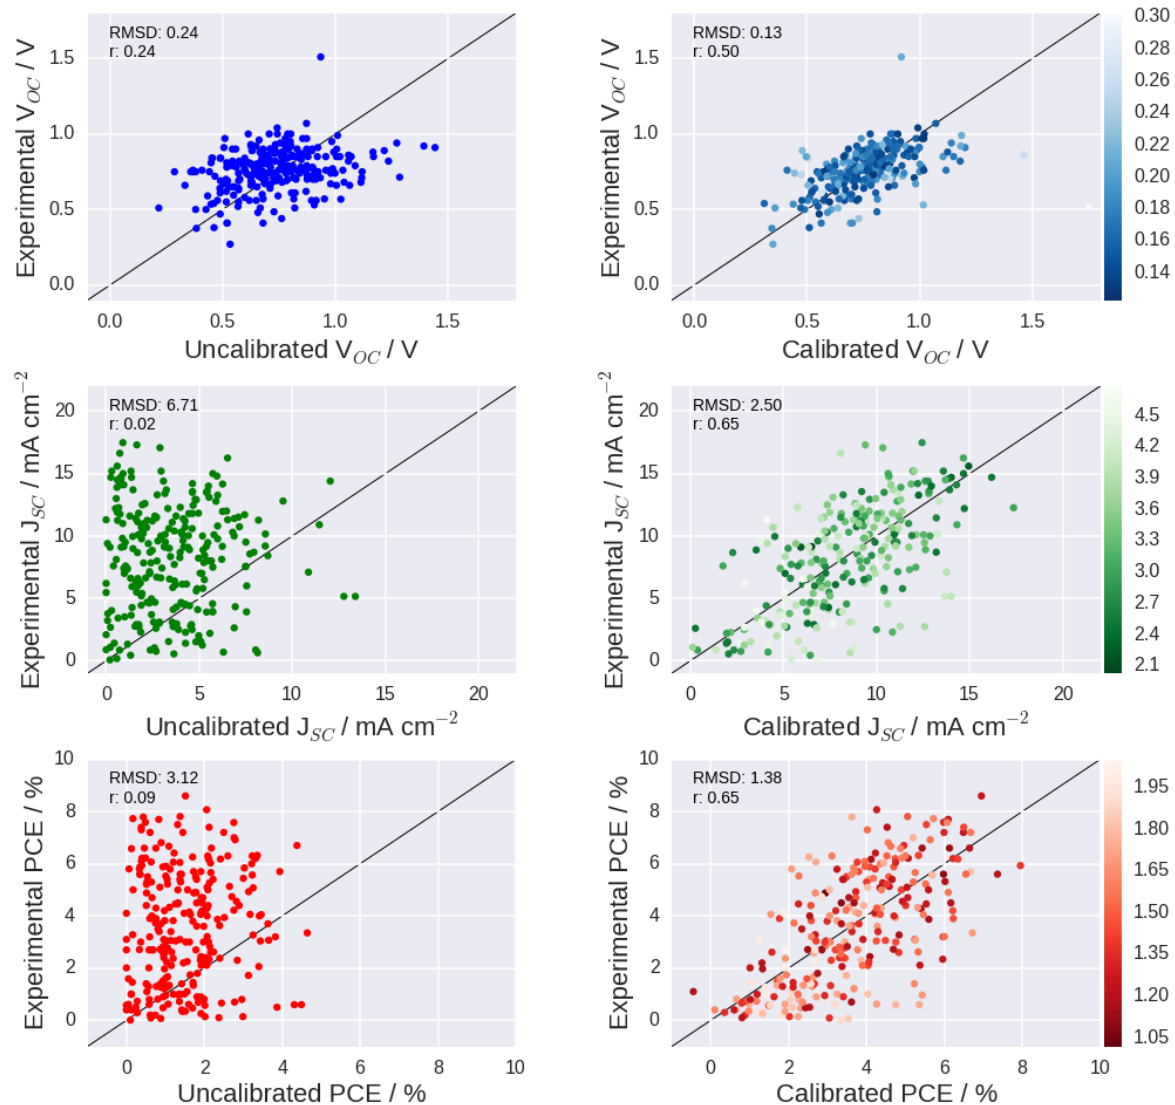 RMSD: 0.24
r: 0.24
Experimental V_OC / V
1.5
1.0
0.5
0.0
0.0 0.5 1.0 1.5
Uncalibrated V_OC / V
RMSD: 0.13
r: 0.50
Experimental V_OC / V
1.5
1.0
0.5
0.0
0.0 0.5 1.0 1.5
Calibrated V_OC / V
0.30
0.28
0.26
0.24
0.22
0.20
0.18
0.16
0.14
RMSD: 6.71
r: 0.02
Experimental J_SC / mA cm⁻²
20
15
10
5
0
0 5 10 15 20
Uncalibrated J_SC / mA cm⁻²
RMSD: 2.50
r: 0.65
Experimental J_SC / mA cm⁻²
20
15
10
5
0
0 5 10 15 20
Calibrated J_SC / mA cm⁻²
4.5
4.2
3.9
3.6
3.3
3.0
2.7
2.4
2.1
RMSD: 3.12
r: 0.09
Experimental PCE / %
10
8
6
4
2
0
0 2 4 6 8 10
Uncalibrated PCE / %
RMSD: 1.38
r: 0.65
Experimental PCE / %
10
8
6
4
2
0
0 2 4 6 8 10
Calibrated PCE / %
1.95
1.80
1.65
1.50
1.35
1.20
1.05